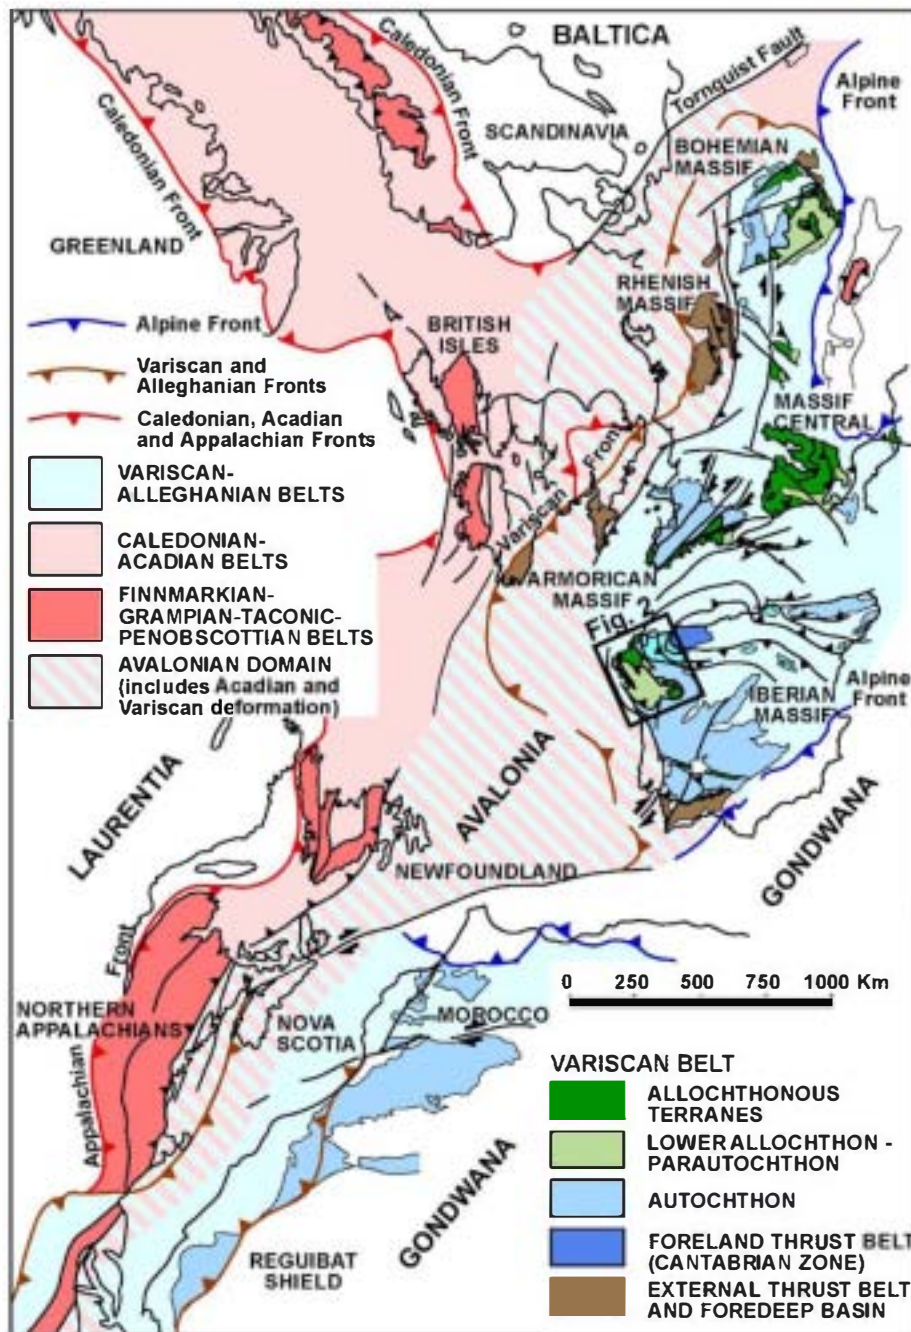 BALTICA
Caledonian Front
Tornquist Fault
Alpine
Front
SCANDINAVIA
BOHEMIAN
MASSIF
Caledonian Front
GREENLAND
RHENISH
MASSIF
BRITISH
ISLES
Alpine Front
Variscan and
Alleghanian Fronts
Caledonian, Acadian
and Appalachian Fronts
MASSIF
CENTRAL
VARISCAN-
ALLEGHANIAN BELTS
CALEDONIAN-
ACADIAN BELTS
FINNMARKIAN-
GRAMPIAN-TACONIC-
PENOBSCOTTIAN BELTS
AVALONIAN DOMAIN
(includes Acadian and
Variscan deformation)
Variscan Front
ARMORICAN
MASSIF
Fig. 2
IBERIAN
MASSIF
Alpine
Front
LAURENTIA
AVALONIA
NEWFOUNDLAND
GONDWANA
Appalachian Front
NORTHERN
APPALACHIANS
NOVA
SCOTIA
MOROCCO
0 250 500 750 1000 Km
GONDWANA
REGUIBAT
SHIELD
VARISCAN BELT
ALLOCHTHONOUS
TERRANES
LOWER ALLOCHTHON -
PARAUTOCHTHON
AUTOCHTHON
FORELAND THRUST BELT
(CANTABRIAN ZONE)
EXTERNAL THRUST BELT
AND FOREDEEP BASIN